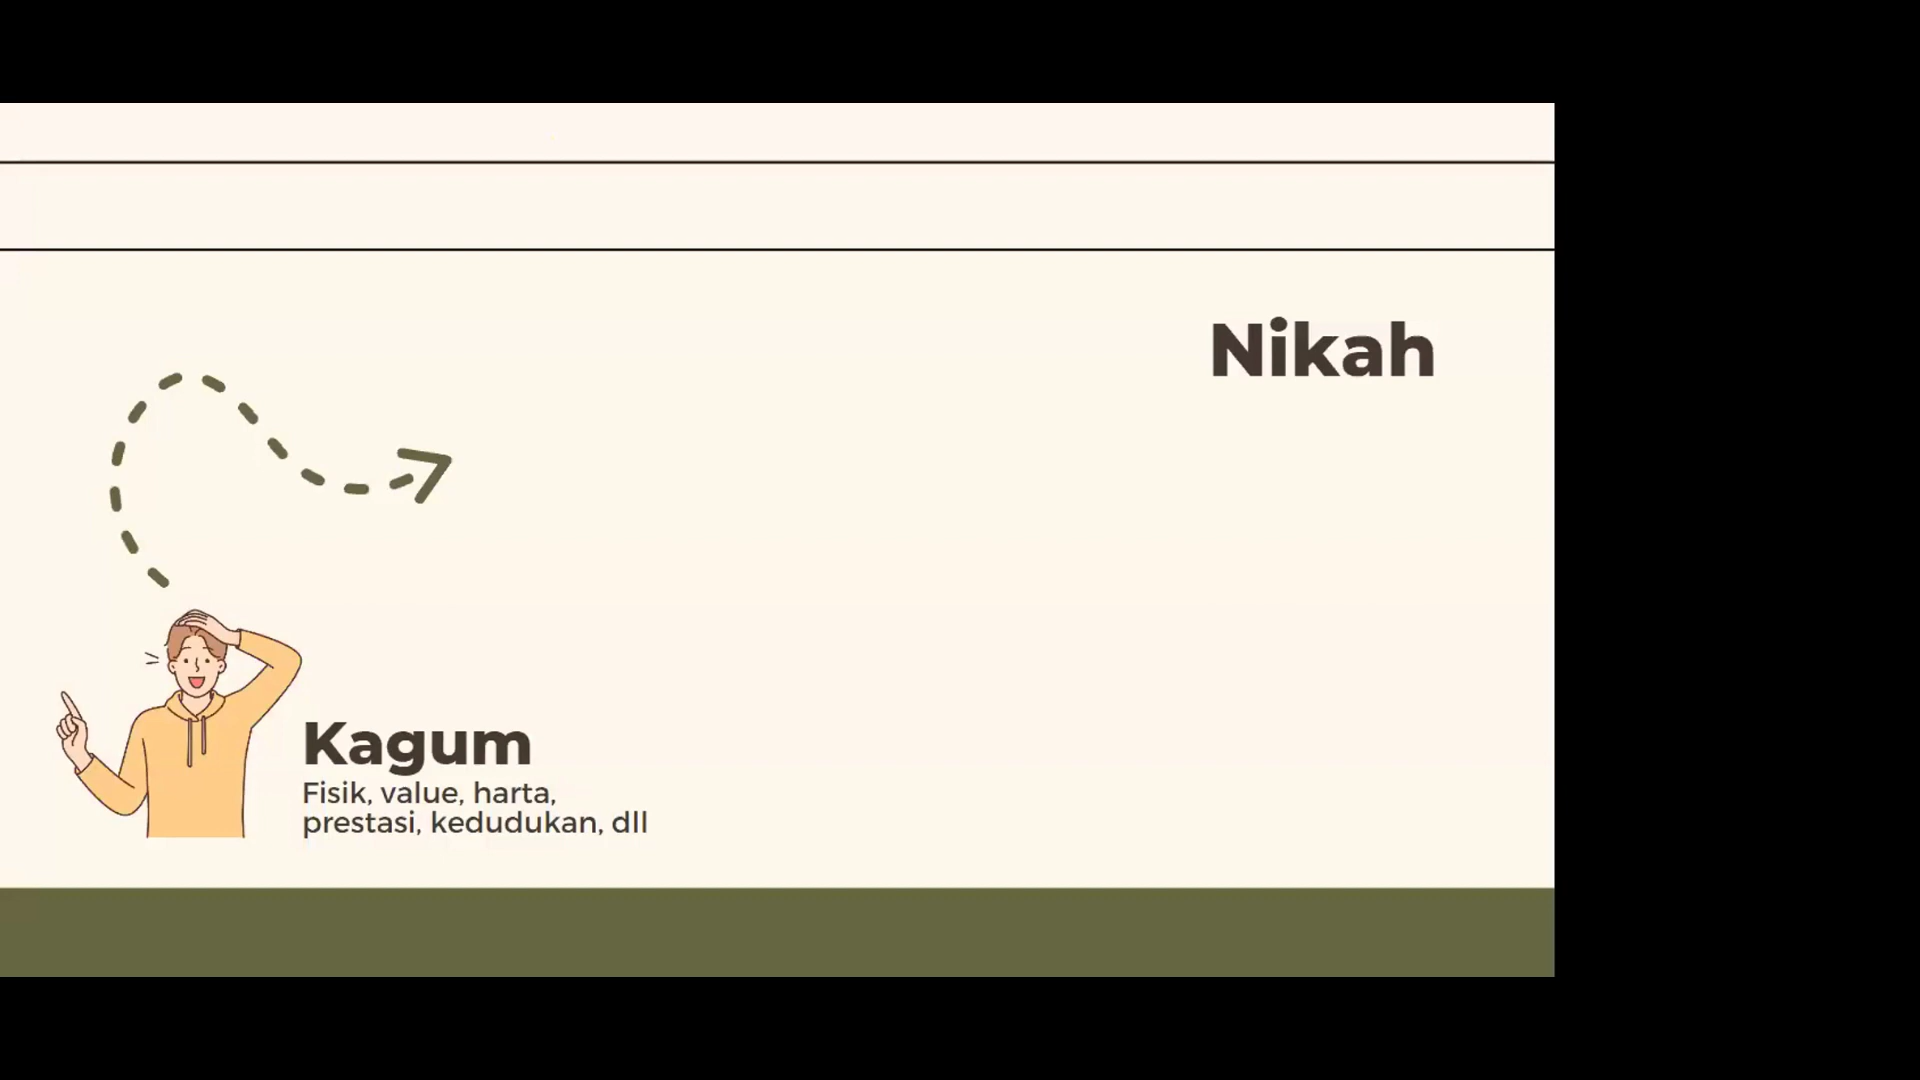 Nikah
Kagum
Fisik, value, harta,
prestasi, kedudukan, dll